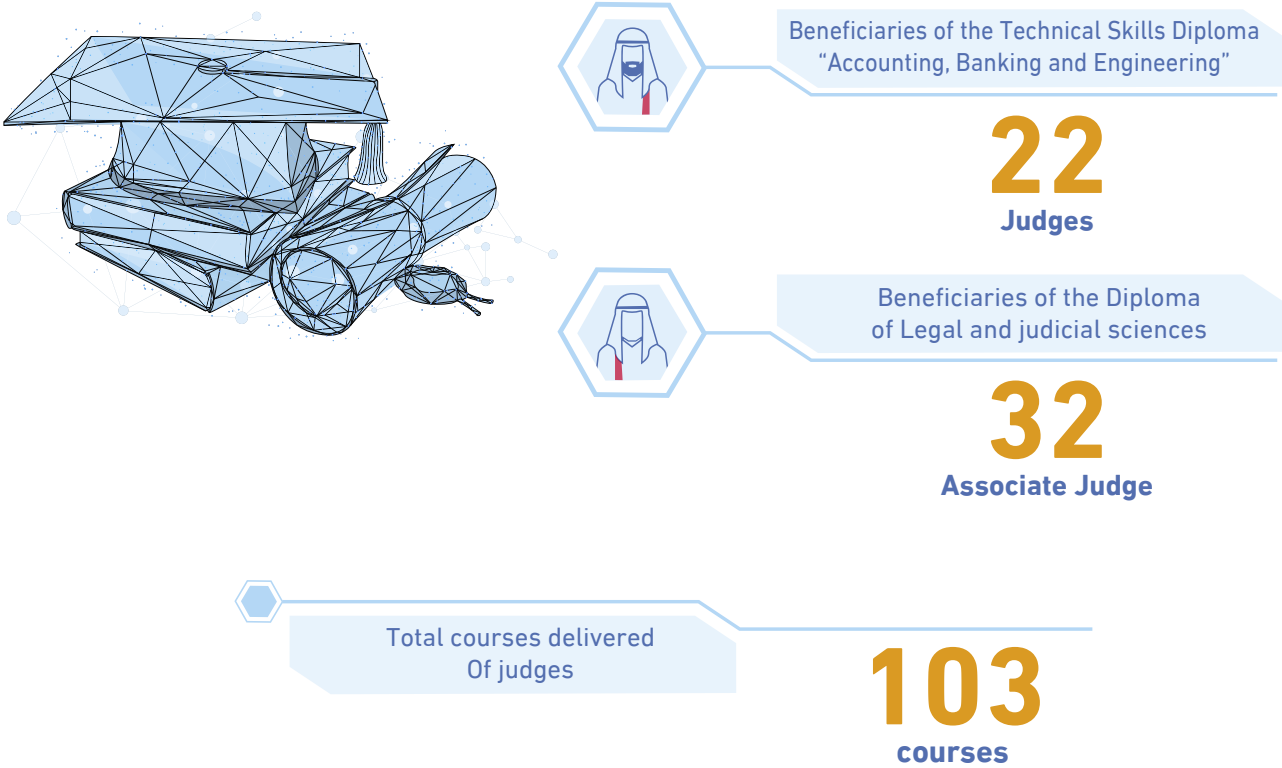 Beneficiaries of the Technical Skills Diploma
“Accounting, Banking and Engineering”
22
Judges
Beneficiaries of the Diploma
of Legal and judicial sciences
32
Associate Judge
Total courses delivered
Of judges
103
courses